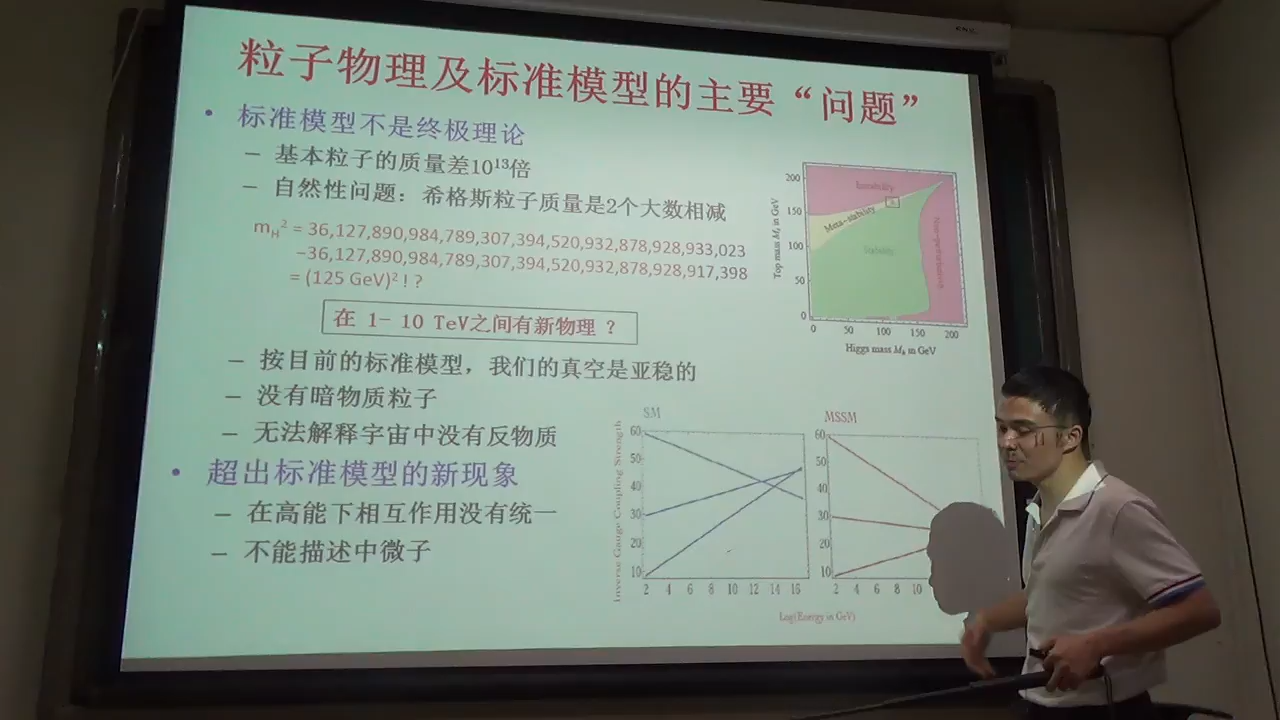 粒子物理及标准模型的主要“问题”
• 标准模型不是终极理论
– 基本粒子的质量差10¹³倍
– 自然性问题：希格斯粒子质量是2个大数相减
mH² = 36,127,890,984,789,307,394,520,932,878,928,933,023
−36,127,890,984,789,307,394,520,932,878,928,917,398
= (125 GeV)² ! ?
在 1- 10 TeV之间有新物理 ？
– 按目前的标准模型，我们的真空是亚稳的
– 没有暗物质粒子
– 无法解释宇宙中没有反物质
• 超出标准模型的新现象
– 在高能下相互作用没有统一
– 不能描述中微子
Top mass Mt in GeV
200
150
100
50
0
Instability
Meta-stability
Stability
Non-perturbativity
0 50 100 150 200
Higgs mass Mh in GeV
SM
Inverse Gauge Coupling Strength
60
50
40
30
20
10
2 4 6 8 10 12 14 16
MSSM
60
50
40
30
20
10
2 4 6 8 10
Log(Energy in GeV)